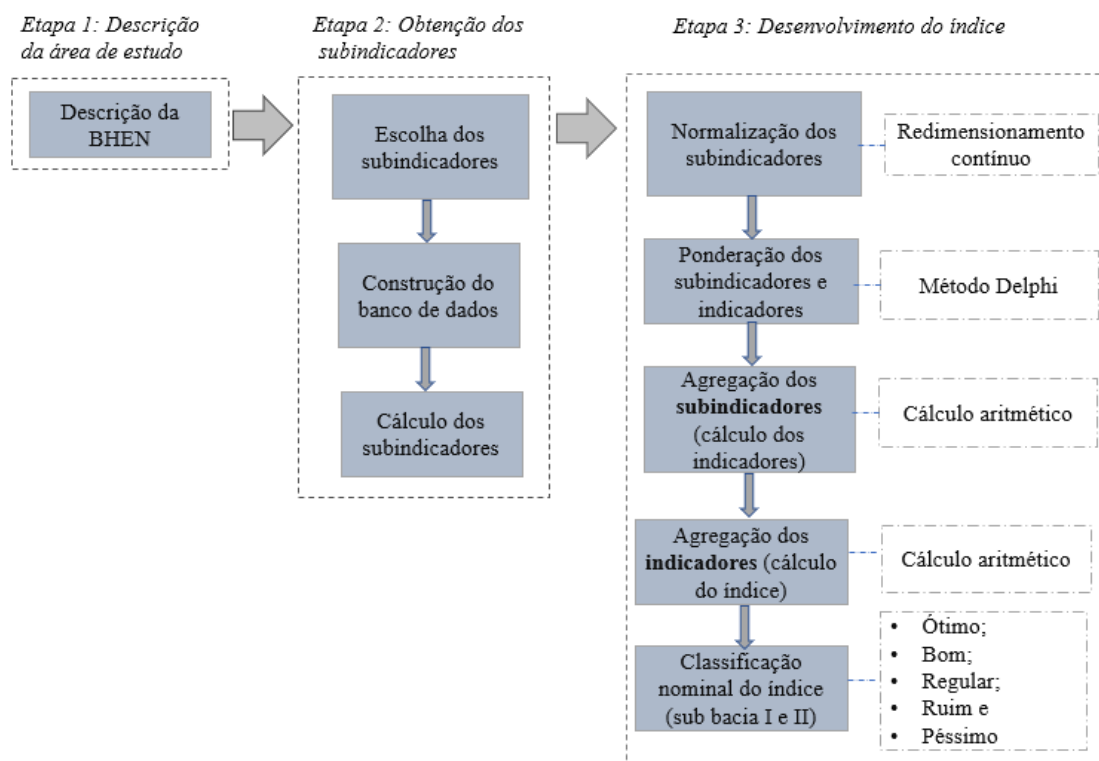 Etapa 1: Descrição
da área de estudo
Descrição da
BHEN
Etapa 2: Obtenção dos
subindicadores
Escolha dos
subindicadores
Construção do
banco de dados
Cálculo dos
subindicadores
Etapa 3: Desenvolvimento do índice
Normalização dos
subindicadores
Redimensionamento
contínuo
Ponderação dos
subindicadores e
indicadores
Método Delphi
Agregação dos
subindicadores
(cálculo dos
indicadores)
Cálculo aritmético
Agregação dos
indicadores (cálculo
do índice)
Cálculo aritmético
Classificação
nominal do índice
(sub bacia I e II)
• Ótimo;
• Bom;
• Regular;
• Ruim e
• Péssimo